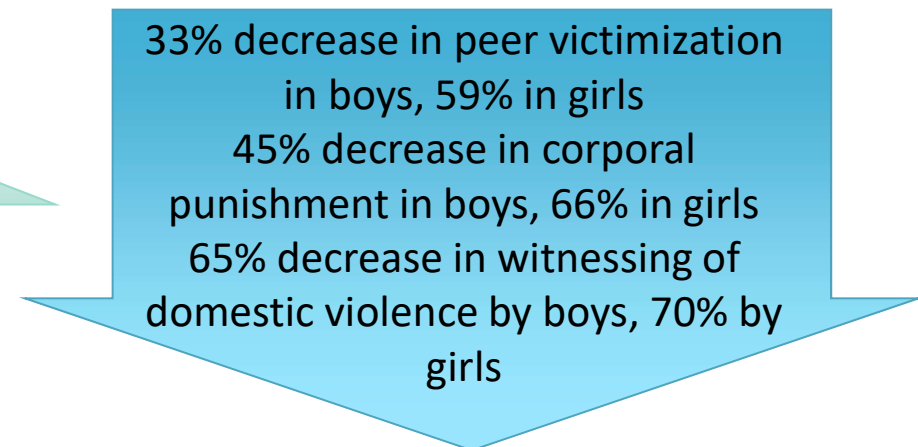 33% decrease in peer victimization
in boys, 59% in girls
45% decrease in corporal
punishment in boys, 66% in girls
65% decrease in witnessing of
domestic violence by boys, 70% by
girls